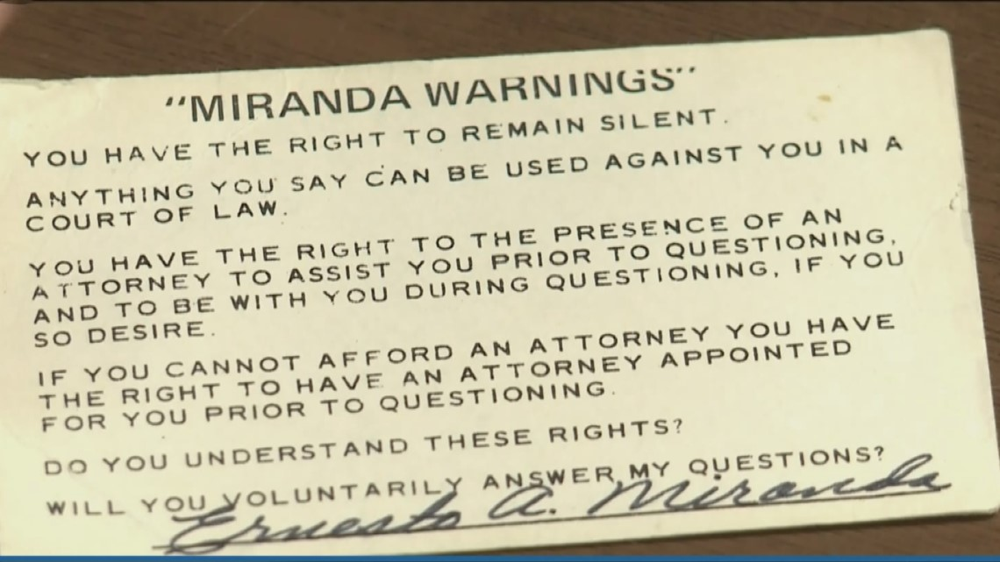 "MIRANDA WARNINGS"
YOU HAVE THE RIGHT TO REMAIN SILENT.
ANYTHING YOU SAY CAN BE USED AGAINST YOU IN A
COURT OF LAW.
YOU HAVE THE RIGHT TO THE PRESENCE OF AN
ATTORNEY TO ASSIST YOU PRIOR TO QUESTIONING,
AND TO BE WITH YOU DURING QUESTIONING, IF YOU
SO DESIRE.
IF YOU CANNOT AFFORD AN ATTORNEY YOU HAVE
THE RIGHT TO HAVE AN ATTORNEY APPOINTED
FOR YOU PRIOR TO QUESTIONING.
DO YOU UNDERSTAND THESE RIGHTS?
WILL YOU VOLUNTARILY ANSWER MY QUESTIONS?
Ernesto A. Miranda